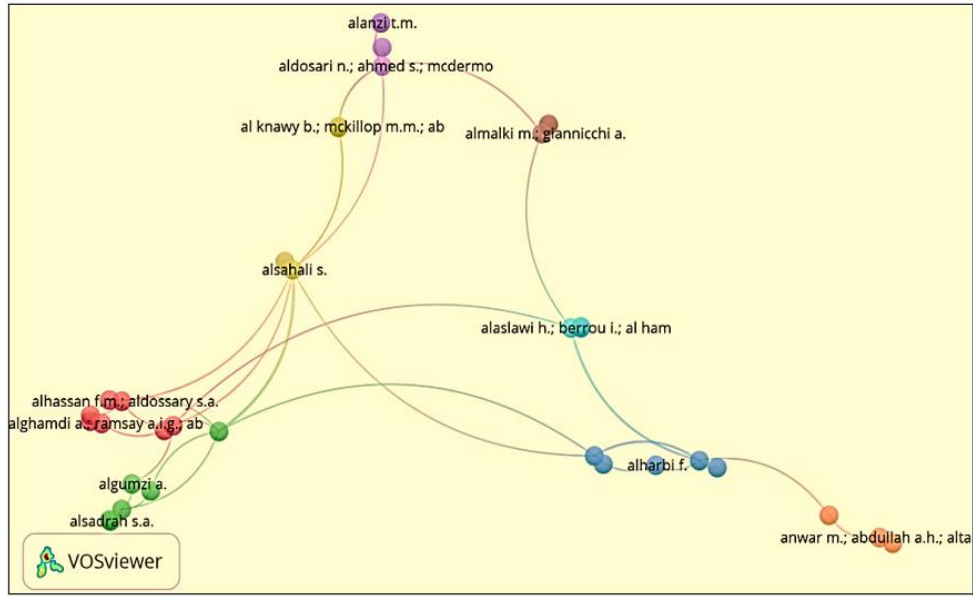 alanzi t.m.
aldosari n.; ahmed s.; mcdermo
al knawy b.; mckillop m.m.; ab
almalki m.; giannicchi a.
alsahali s.
alaslawi h.; berrou i.; al ham
alhassan f.m.; aldossary s.a.
alghamdi a.; ramsay a.i.g.; ab
alharbi f.
algumzi a.
alsadrah s.a.
anwar m.; abdullah a.h.; alta
VOSviewer